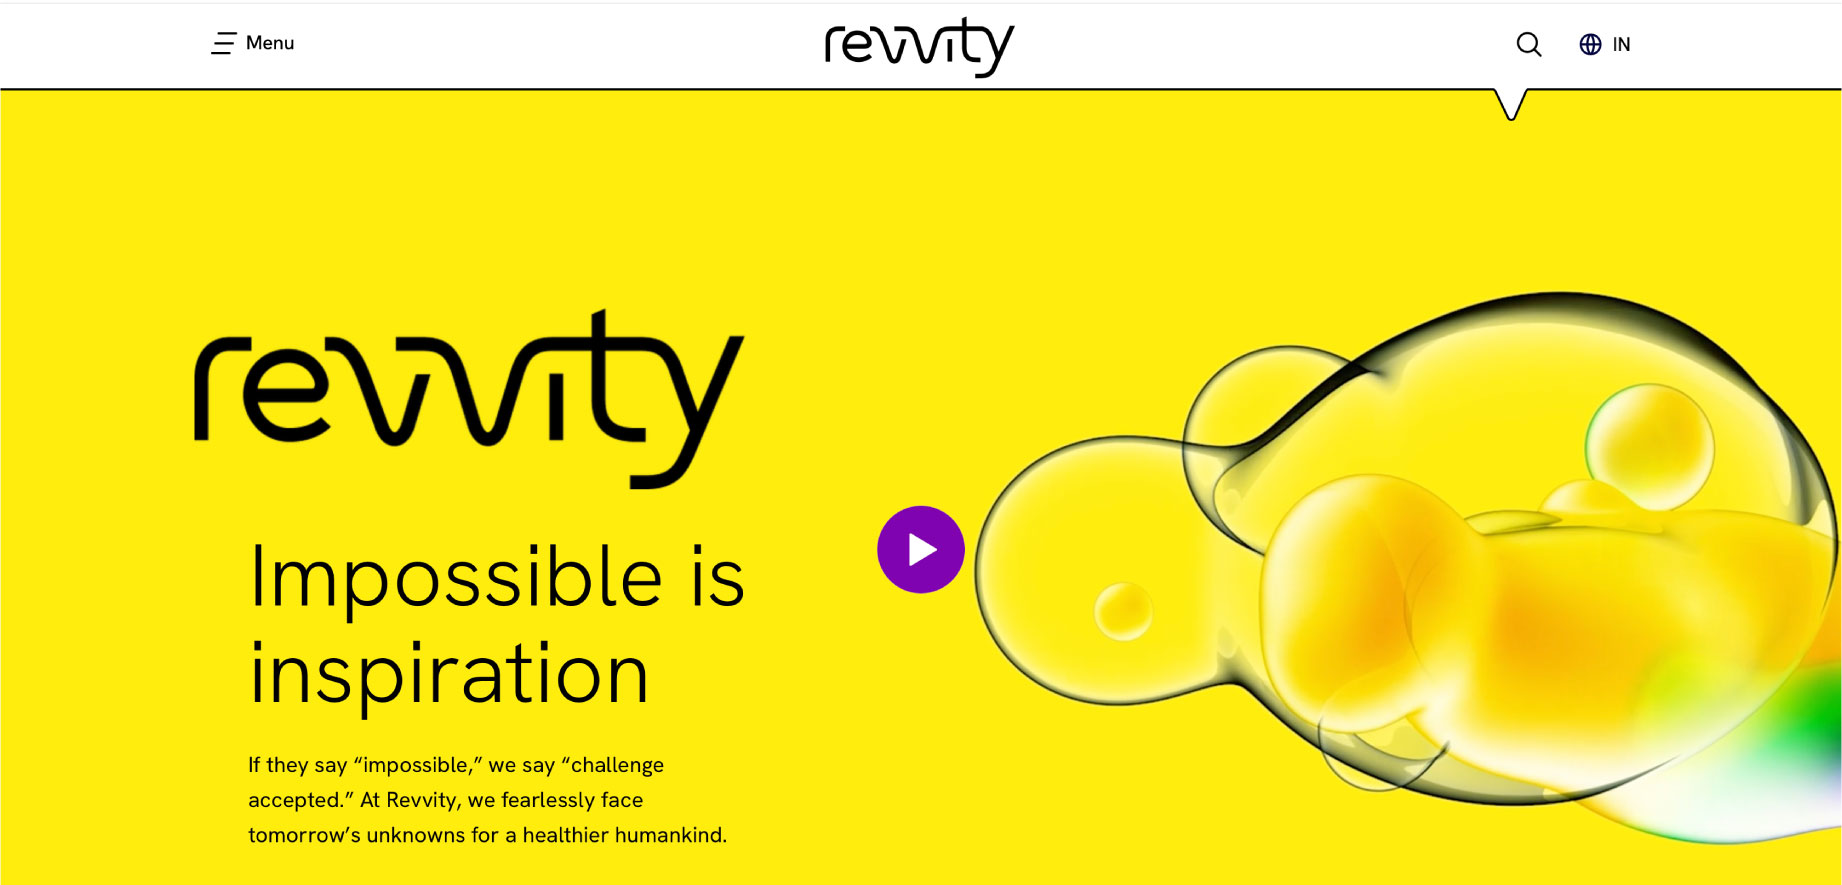 Menu
revvity
IN
revvity
Impossible is
inspiration
If they say “impossible,” we say “challenge
accepted.” At Revvity, we fearlessly face
tomorrow’s unknowns for a healthier humankind.